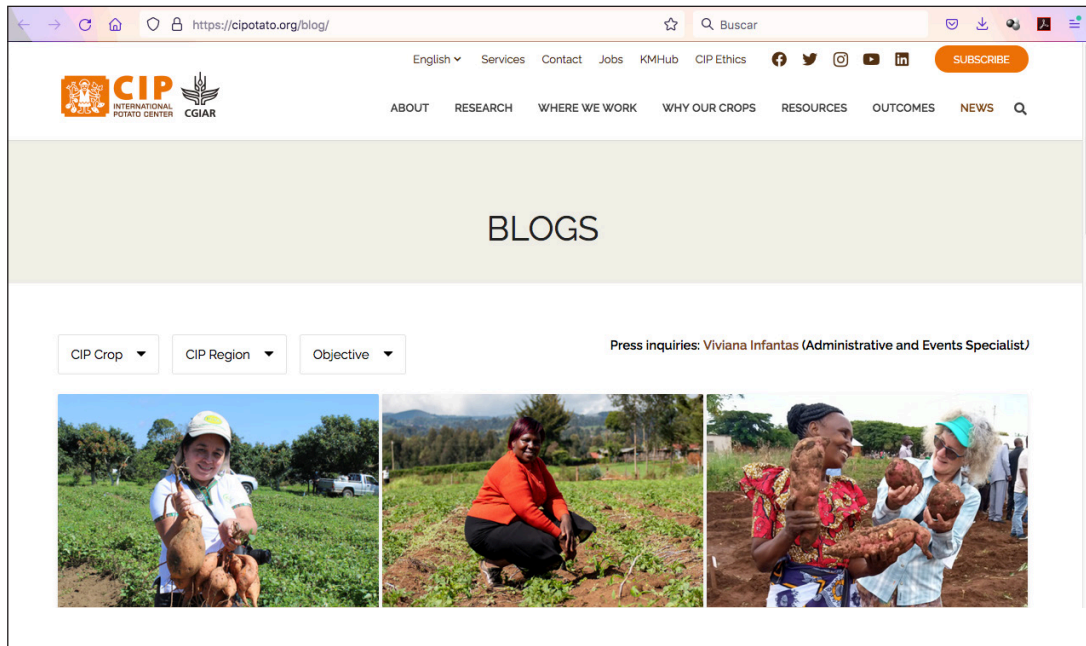 https://cipotato.org/blog/
Buscar
English Services Contact Jobs KMHub CIP Ethics
SUBSCRIBE
CIP
INTERNATIONAL
POTATO CENTER
CGIAR
ABOUT RESEARCH WHERE WE WORK WHY OUR CROPS RESOURCES OUTCOMES NEWS
BLOGS
CIP Crop CIP Region Objective
Press inquiries: Viviana Infantas (Administrative and Events Specialist)